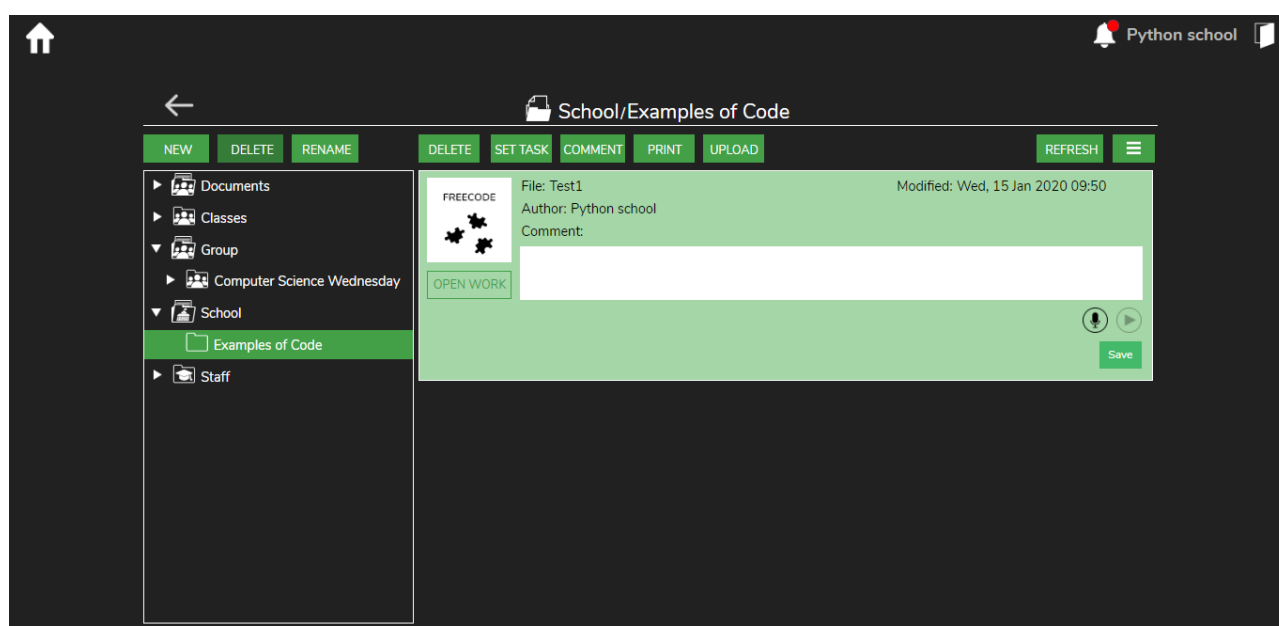 Python school
School/Examples of Code
NEW DELETE RENAME DELETE SET TASK COMMENT PRINT UPLOAD REFRESH
Documents
Classes
Group
Computer Science Wednesday
School
Examples of Code
Staff
FREECODE
File: Test1 Modified: Wed, 15 Jan 2020 09:50
Author: Python school
Comment:
OPEN WORK
Save